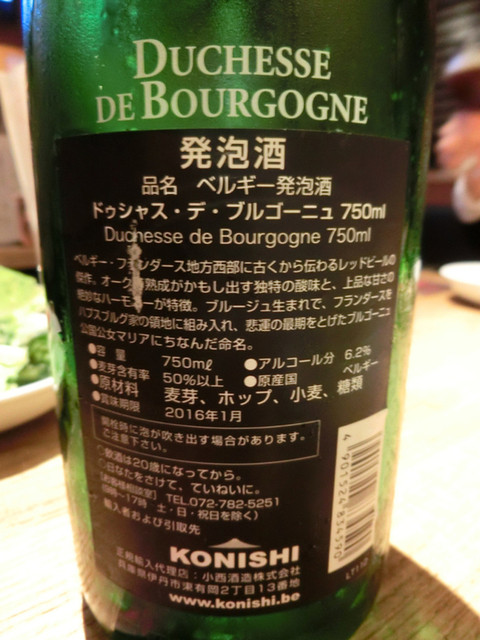 DUCHESSE
DE BOURGOGNE
発泡酒
品名 ベルギー発泡酒
ドゥシャス・デ・ブルゴーニュ 750ml
Duchesse de Bourgogne 750ml
ベルギー・フランダース地方西部に古くから伝わるレッドビールの
傑作。オーク熟成がかもし出す独特の酸味と、上品な甘さの
絶妙なハーモニーが特徴。ブルージュ生まれで、フランダースを
ハプスブルグ家の領地に組み入れ、悲運の最期をとげたブルゴーニュ
公国公女マリアにちなんだ命名。
●容量 750mℓ ●アルコール分 6.2%
●麦芽含有率 50%以上 ●原産国 ベルギー
●原材料 麦芽、ホップ、小麦、糖類
●賞味期限 2016年1月
開栓時に泡が吹き出す場合があります。
ご注意下さい。
○飲酒は20歳になってから。
○日なたをさけて、ていねいに。
[お客様相談室] TEL.072-782-5251
(9時〜17時 土・日・祝日を除く)
輸入者および引取先
KONISHI
正規輸入代理店：小西酒造株式会社
兵庫県伊丹市東有岡2丁目13番地
www.konishi.be
4901524834590